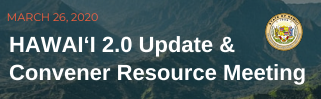 MARCH 26, 2020
HAWAIʻI 2.0 Update &
Convener Resource Meeting